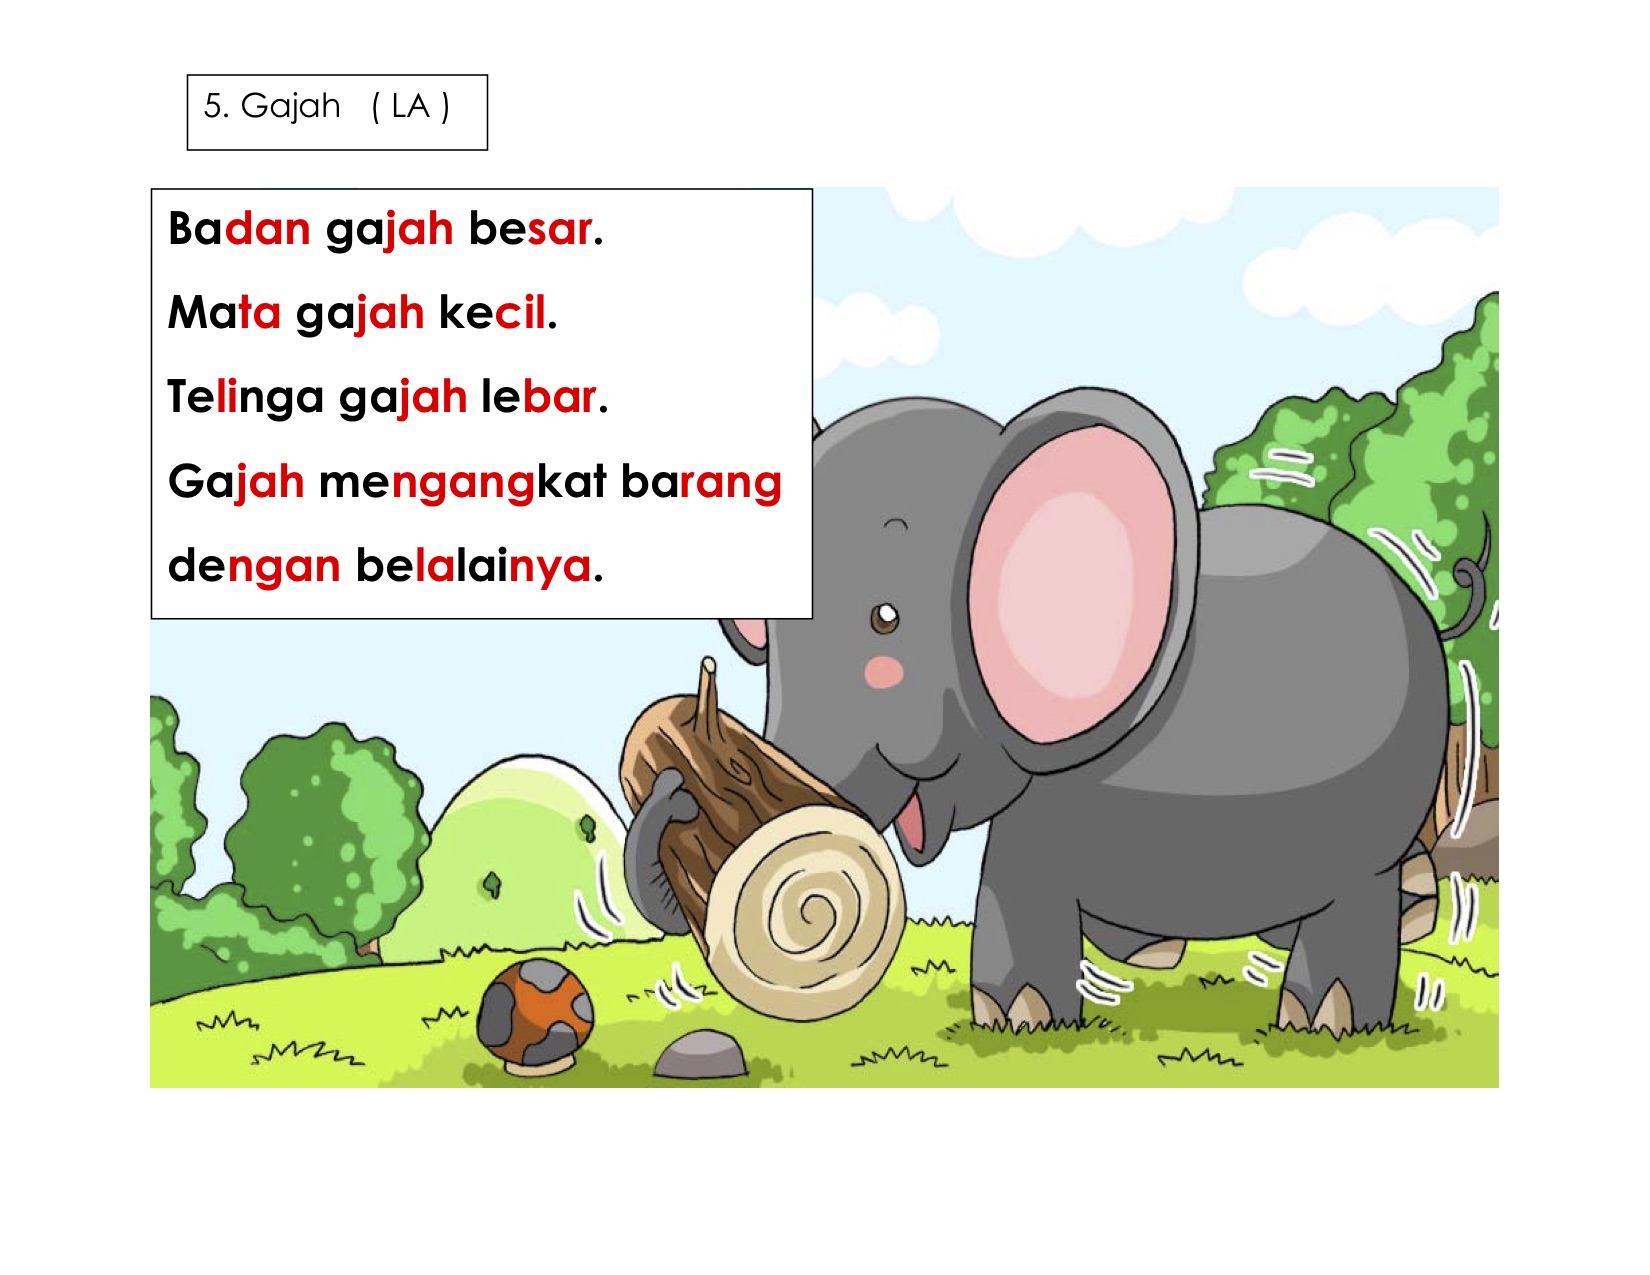 5. Gajah ( LA )
Badan gajah besar.
Mata gajah kecil.
Telinga gajah lebar.
Gajah mengangkat barang
dengan belalainya.